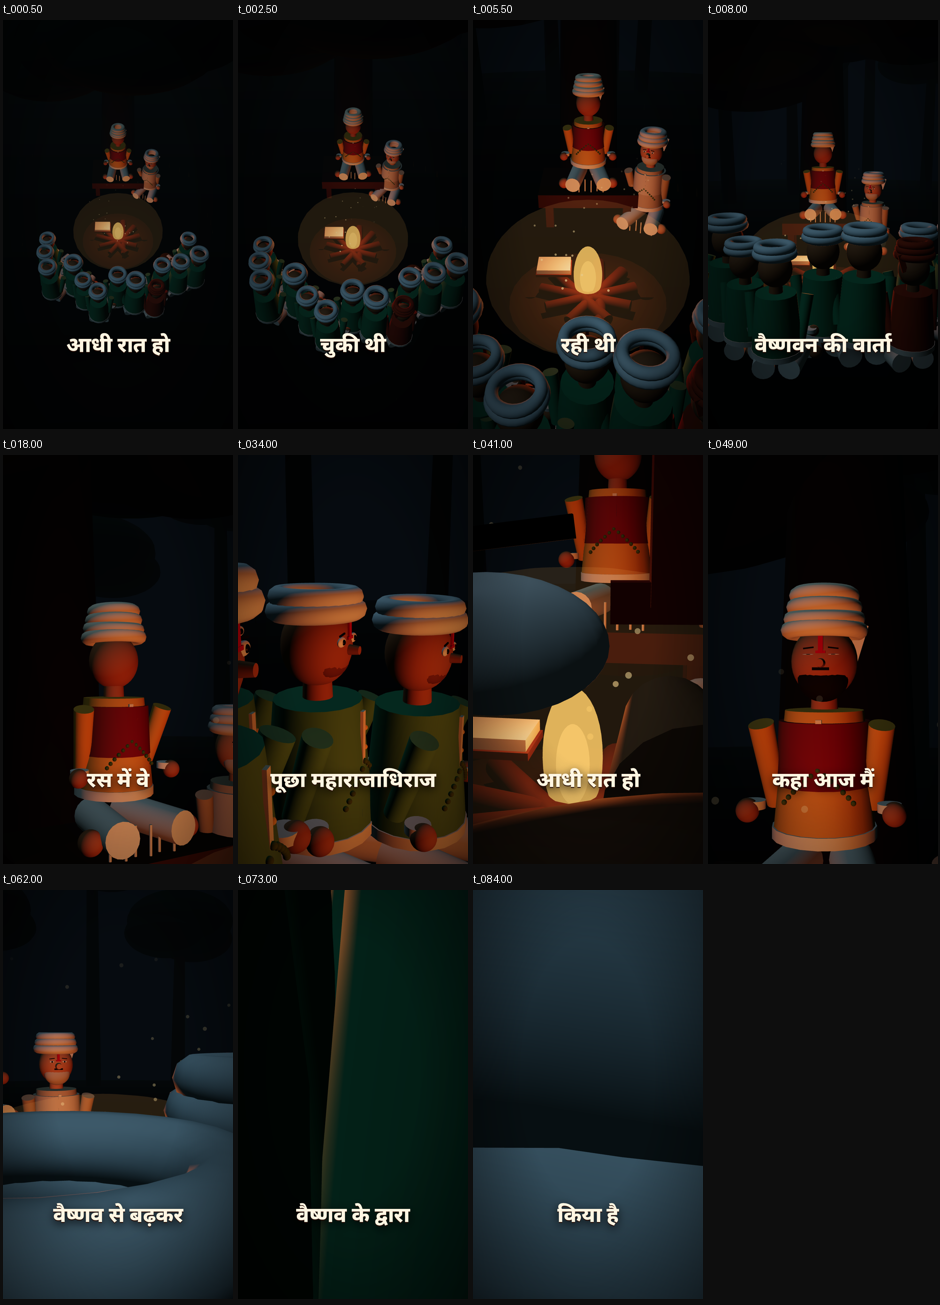 t_000.50
t_002.50
t_005.50
t_008.00
आधी रात हो
चुकी थी
रही थी
वैष्णवन की वार्ता
t_018.00
t_034.00
t_041.00
t_049.00
रस में वे
पूछा महाराजाधिराज
आधी रात हो
कहा आज मैं
t_062.00
t_073.00
t_084.00
वैष्णव से बढ़कर
वैष्णव के द्वारा
किया है